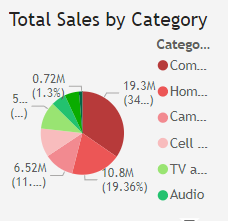 Total Sales by Category
Catego...
0.72M
(1.3%)
19.3M
(34...
5...
(...)
6.52M
(11....)
10.8M
(19.36%)
Com...
Hom...
Cam...
Cell ...
TV a...
Audio